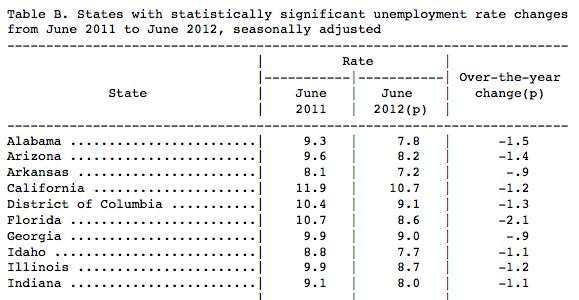 Table B. States with statistically significant unemployment rate changes
from June 2011 to June 2012, seasonally adjusted
Rate
Over-the-year
State June June change(p)
2011 2012(p)
Alabama ..........................| 9.3 | 7.8 | -1.5
Arizona ..........................| 9.6 | 8.2 | -1.4
Arkansas .........................| 8.1 | 7.2 | -.9
California .......................| 11.9 | 10.7 | -1.2
District of Columbia .............| 10.4 | 9.1 | -1.3
Florida ..........................| 10.7 | 8.6 | -2.1
Georgia ..........................| 9.9 | 9.0 | -.9
Idaho ............................| 8.8 | 7.7 | -1.1
Illinois .........................| 9.9 | 8.7 | -1.2
Indiana ..........................| 9.1 | 8.0 | -1.1